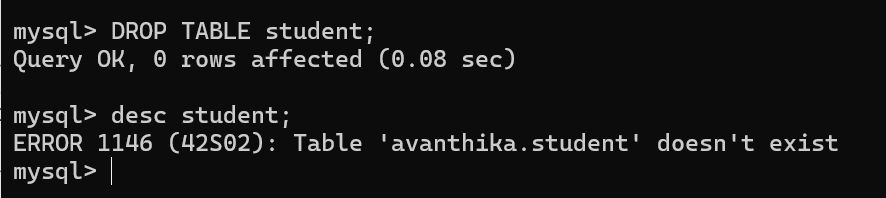 mysql> DROP TABLE student;
Query OK, 0 rows affected (0.08 sec)
mysql> desc student;
ERROR 1146 (42S02): Table 'avanthika.student' doesn't exist
mysql>